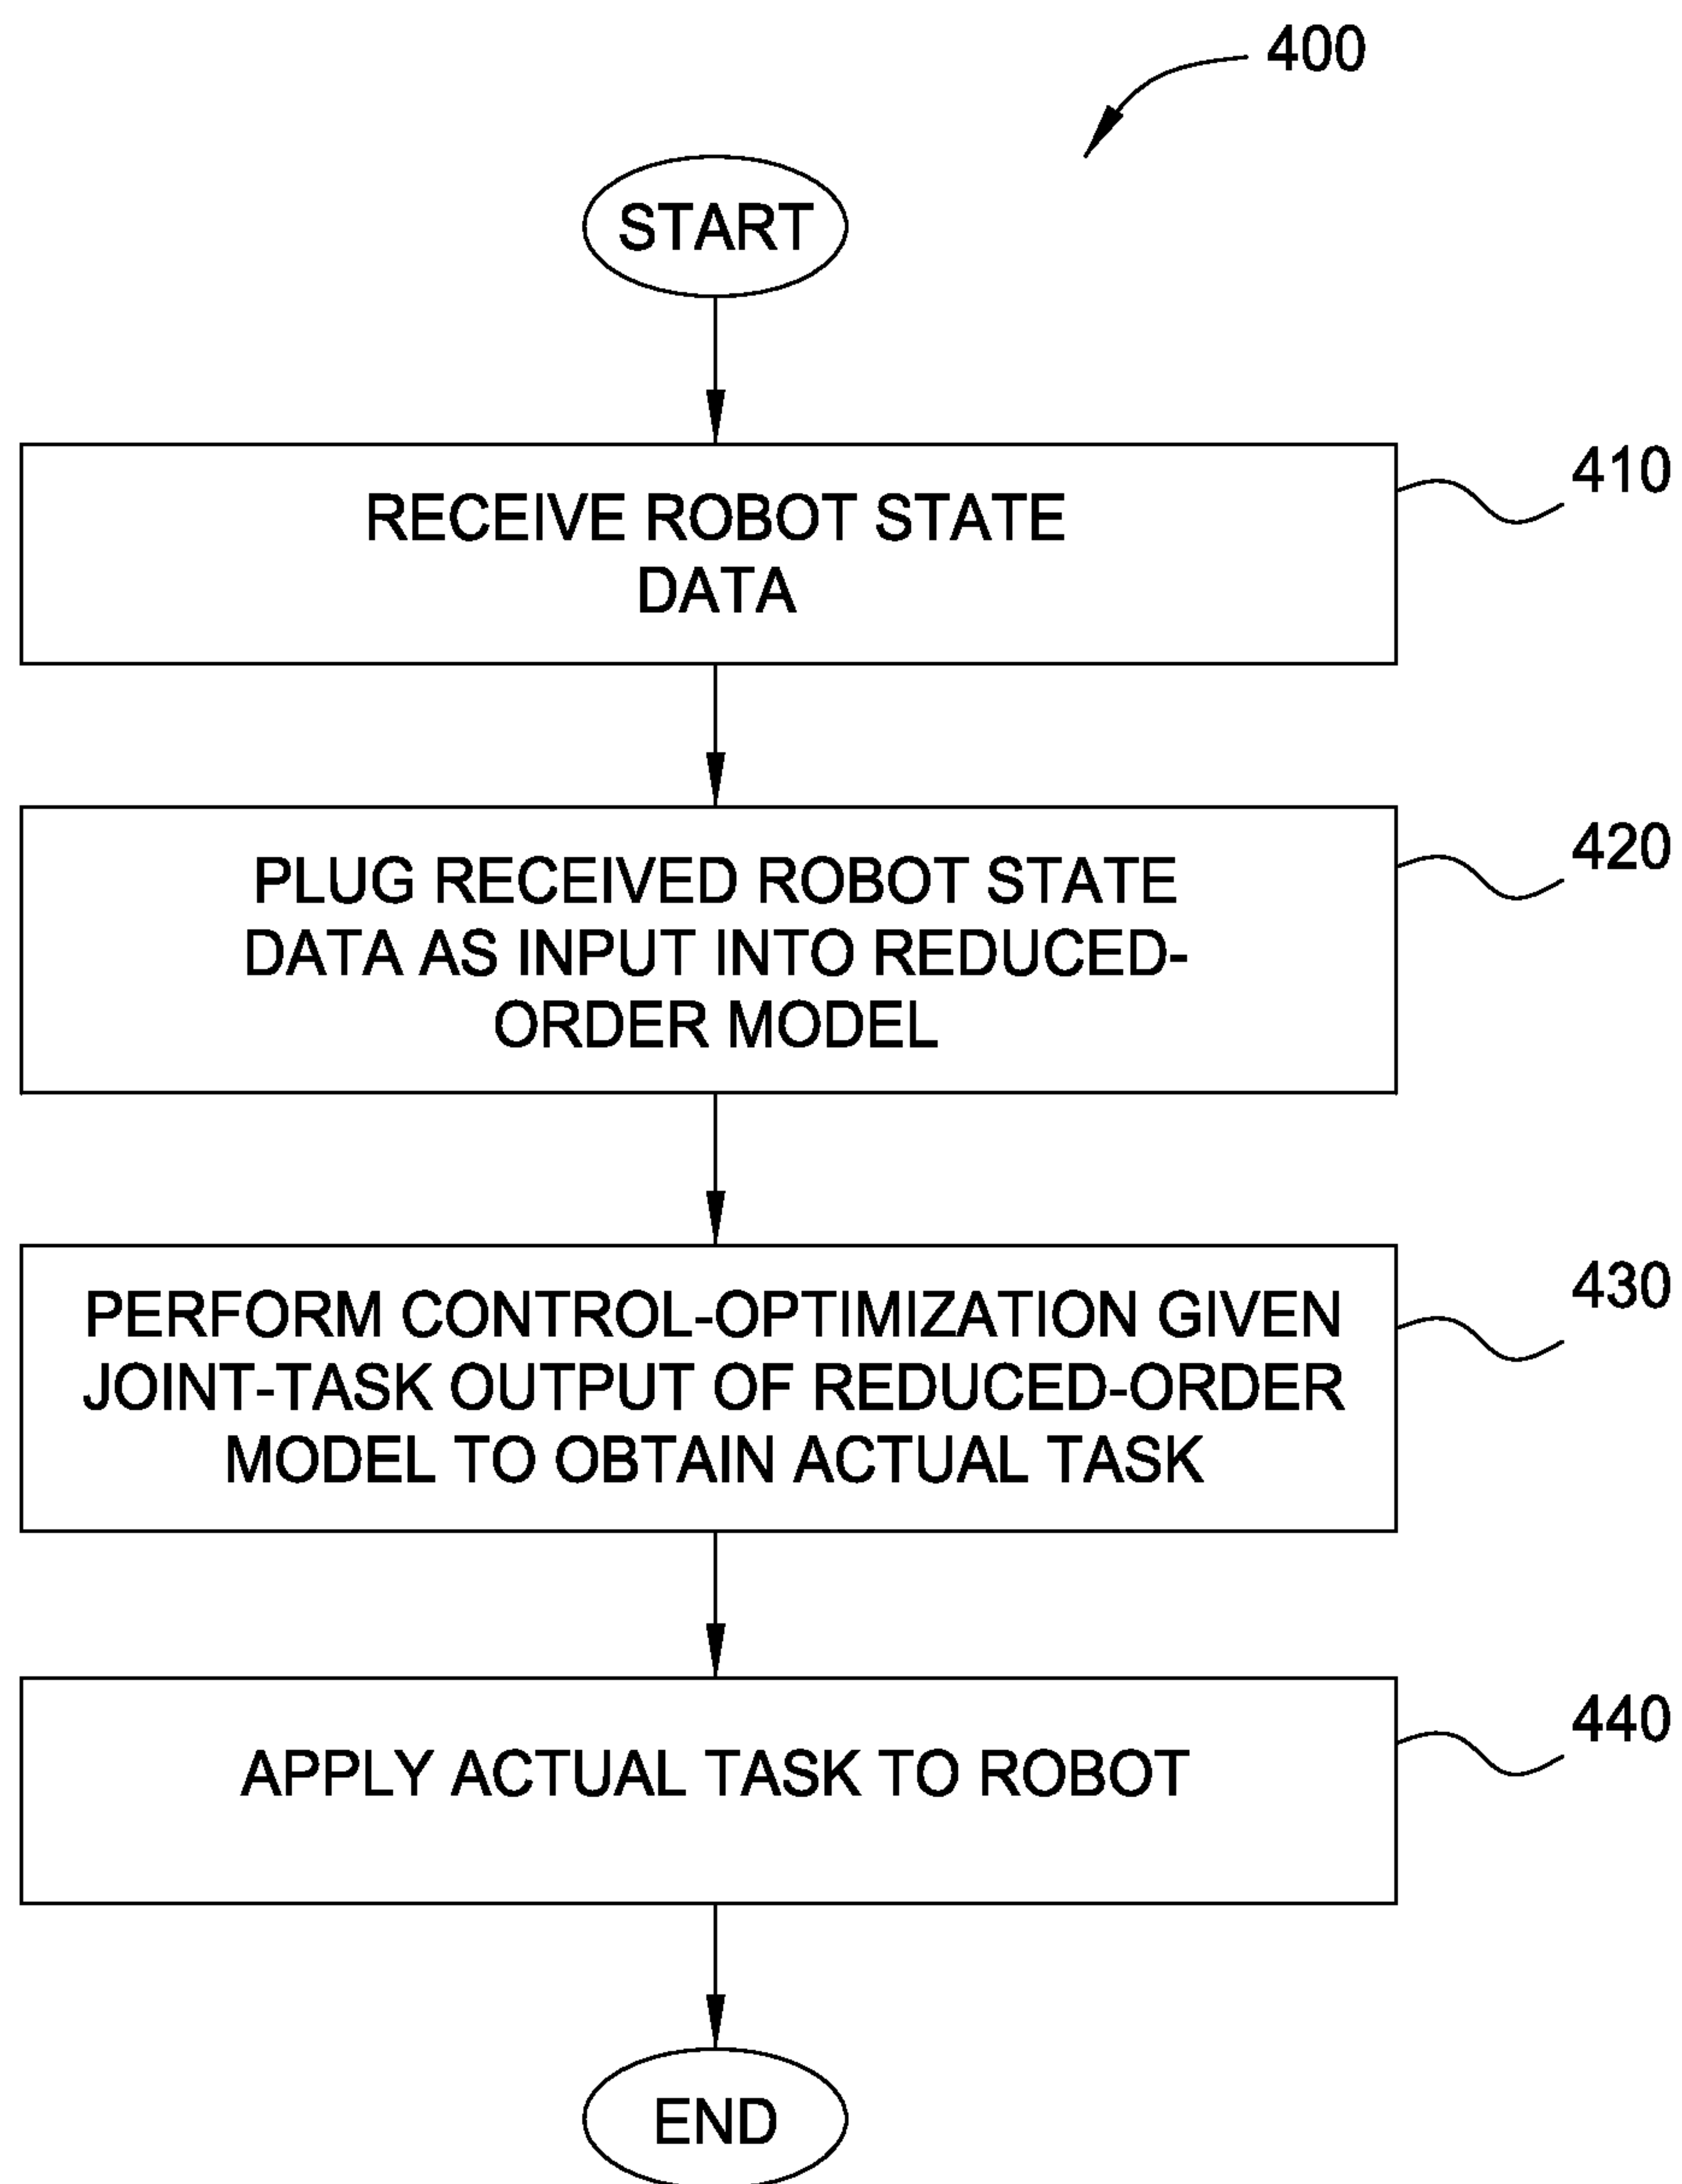 400
START
410
RECEIVE ROBOT STATE
DATA
420
PLUG RECEIVED ROBOT STATE
DATA AS INPUT INTO REDUCED-
ORDER MODEL
430
PERFORM CONTROL-OPTIMIZATION GIVEN
JOINT-TASK OUTPUT OF REDUCED-ORDER
MODEL TO OBTAIN ACTUAL TASK
440
APPLY ACTUAL TASK TO ROBOT
END